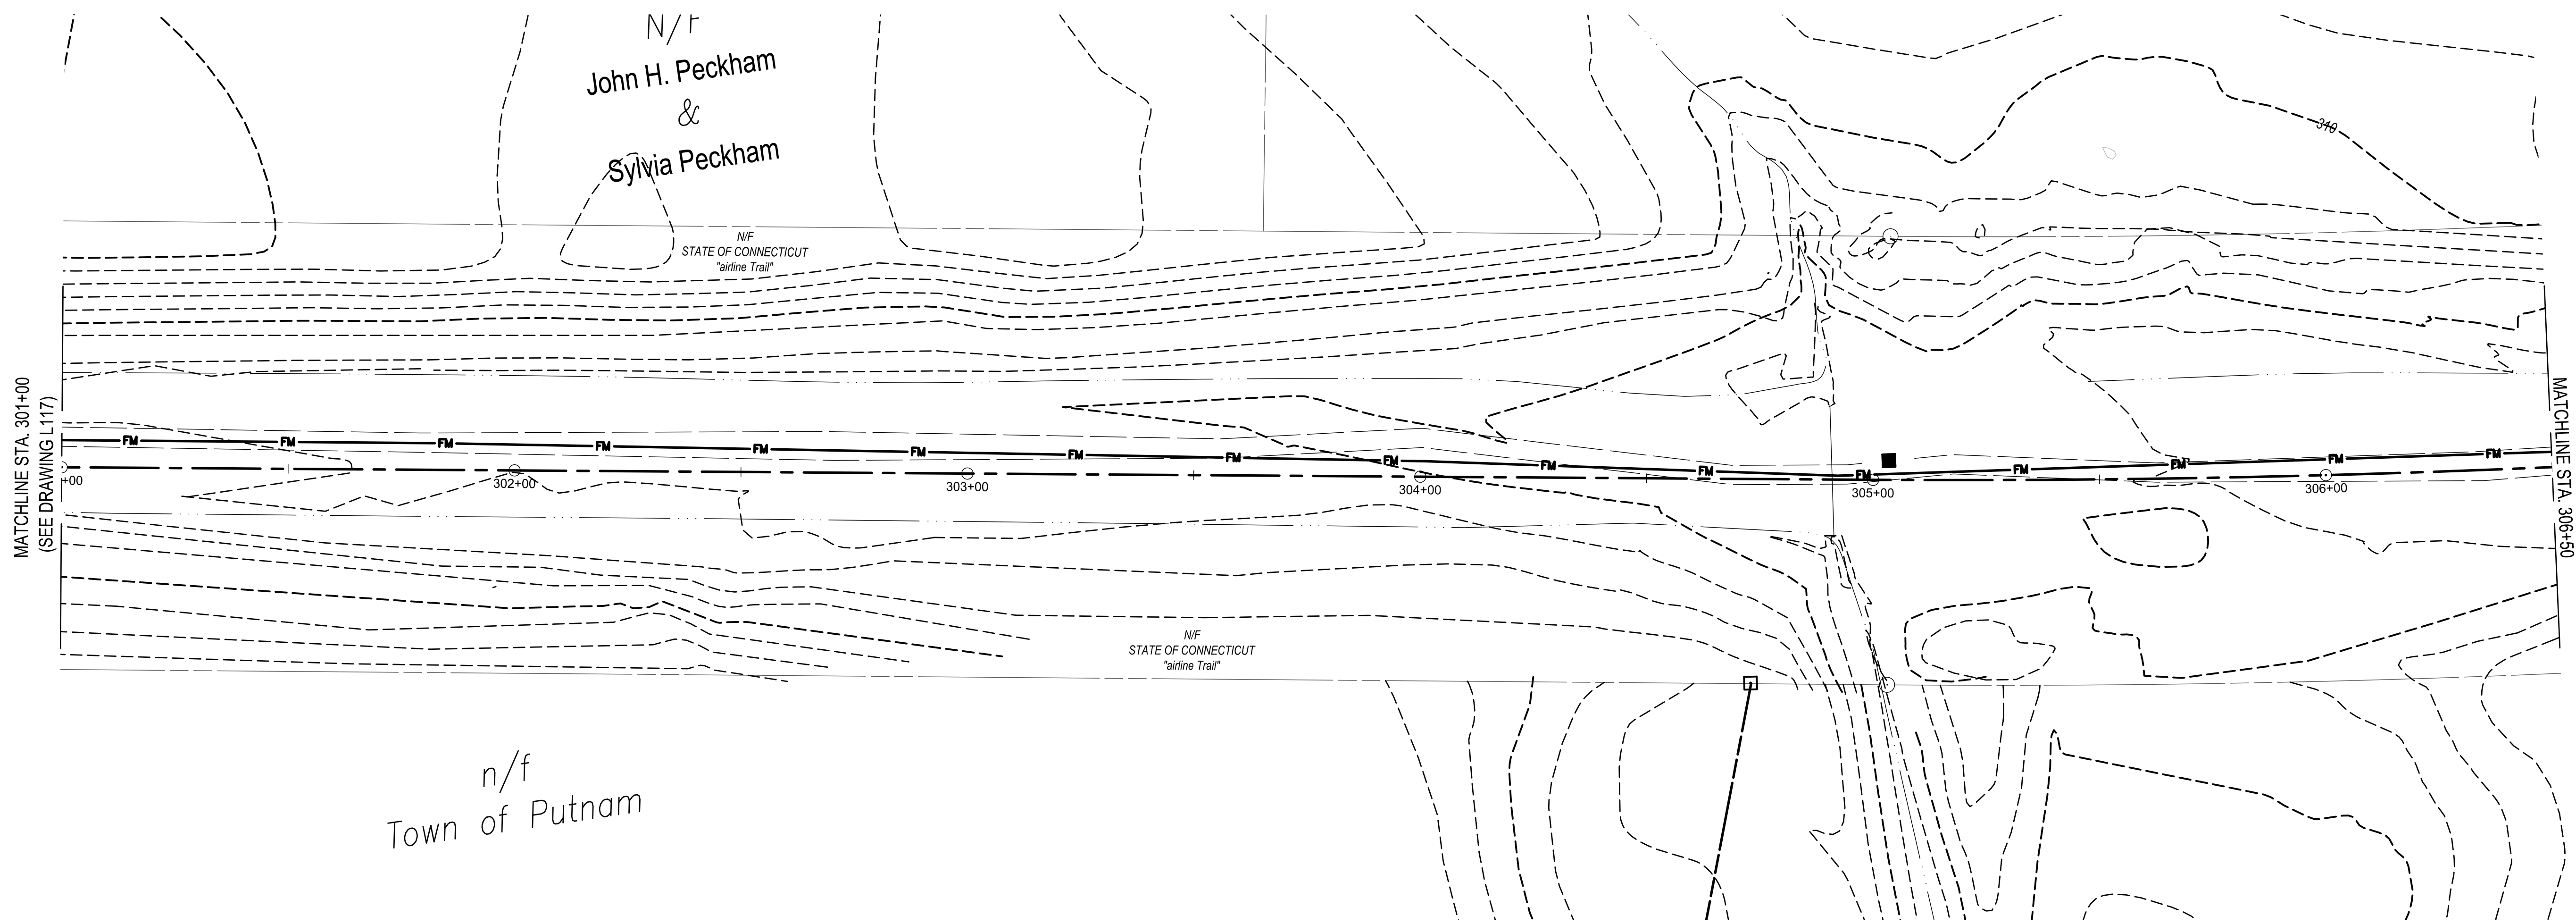 N/F
John H. Peckham
&
Sylvia Peckham
310
N/F
STATE OF CONNECTICUT
"airline Trail"
MATCHLINE STA. 301+00
(SEE DRAWING L117)
FM FM FM FM FM FM FM FM FM FM FM FM FM FM FM FM
+00 302+00 303+00 304+00 305+00 306+00
MATCHLINE STA. 306+50
N/F
STATE OF CONNECTICUT
"airline Trail"
n/f
Town of Putnam